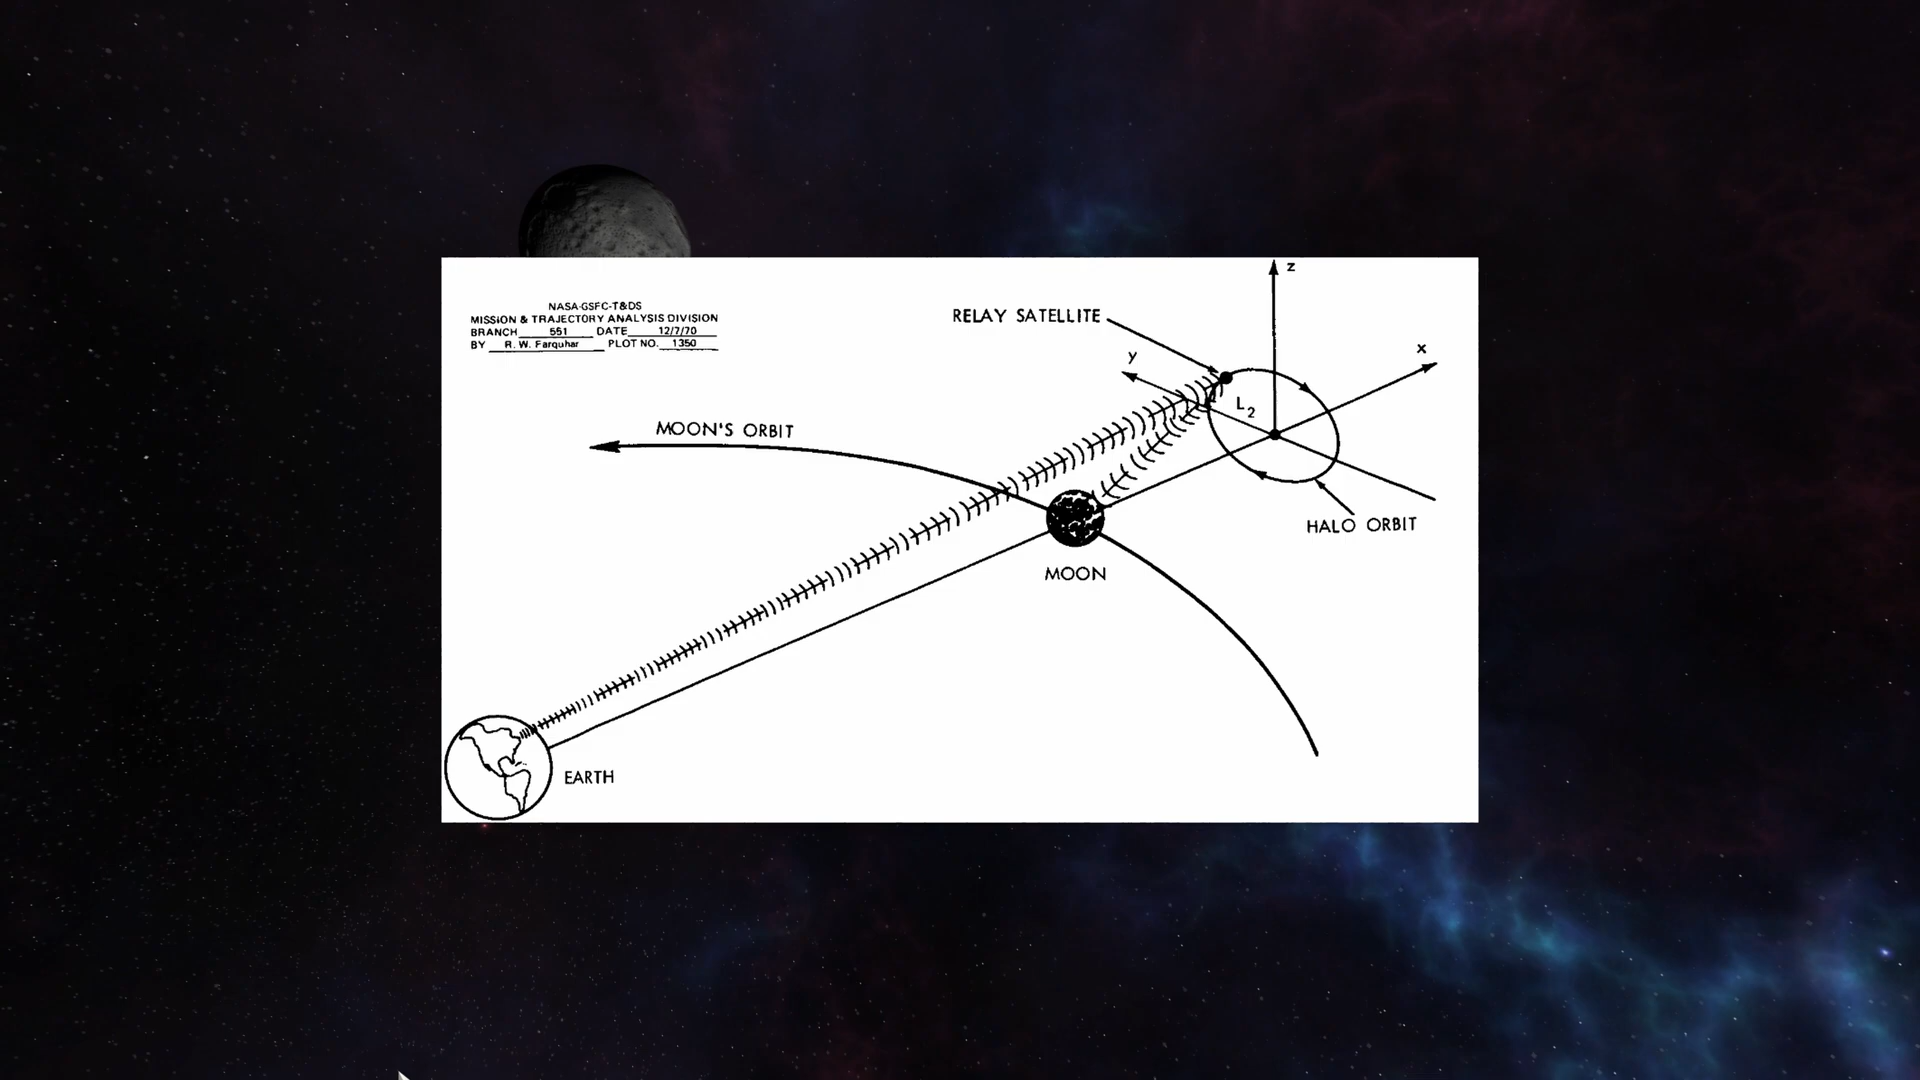 NASA-GSFC-T&DS
MISSION & TRAJECTORY ANALYSIS DIVISION
BRANCH 551 DATE 12/7/70
BY R. W. Farquhar PLOT NO. 1350
RELAY SATELLITE
z
x
y
L2
MOON'S ORBIT
HALO ORBIT
MOON
EARTH